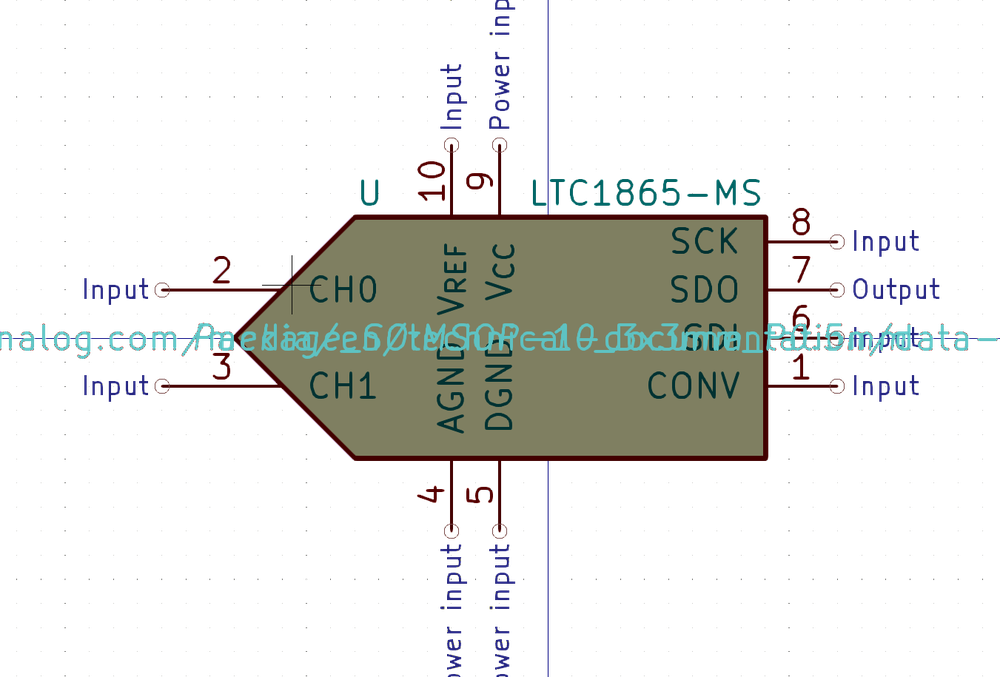 Power inp
Input
10
9
U
LTC1865-MS
8
SCK
Input
VREF
VCC
7
2
Input
CH0
SDO
Output
6
SDI
Input
3
1
Input
CH1
AGND
DGND
CONV
Input
4
5
ower input
ower input